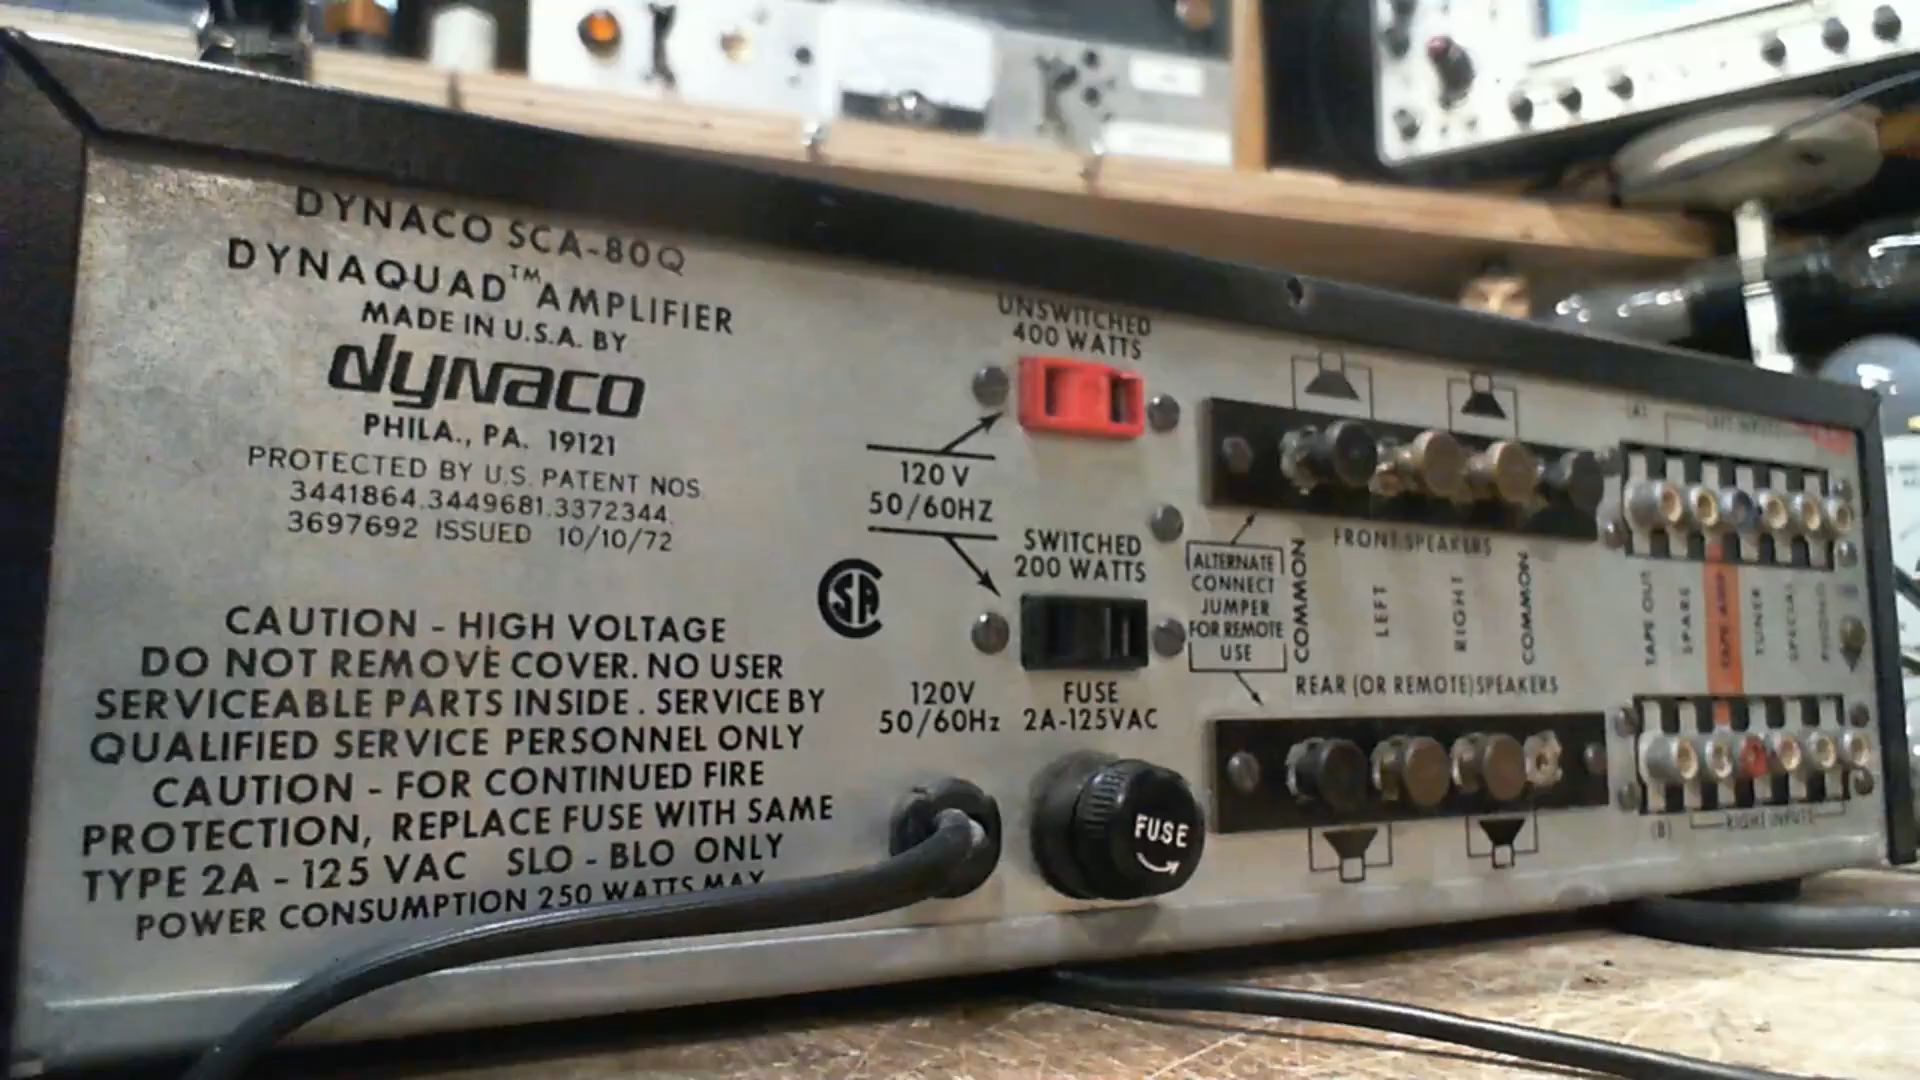 DYNACO SCA-80Q
DYNAQUAD™ AMPLIFIER
MADE IN U.S.A. BY
dynaco
PHILA., PA. 19121
PROTECTED BY U.S. PATENT NOS.
3441864.3449681.3372344.
3697692 ISSUED 10/10/72
CAUTION - HIGH VOLTAGE
DO NOT REMOVE COVER. NO USER
SERVICEABLE PARTS INSIDE. SERVICE BY
QUALIFIED SERVICE PERSONNEL ONLY
CAUTION - FOR CONTINUED FIRE
PROTECTION, REPLACE FUSE WITH SAME
TYPE 2A - 125 VAC SLO - BLO ONLY
POWER CONSUMPTION 250 WATTS MAX
UNSWITCHED
400 WATTS
120 V
50/60HZ
SWITCHED
200 WATTS
SA
120V
50/60Hz
FUSE
2A-125VAC
FUSE
ALTERNATE
CONNECT
JUMPER
FOR REMOTE
USE
FRONT SPEAKERS
COMMON
LEFT
RIGHT
COMMON
REAR (OR REMOTE) SPEAKERS
(A)
LEFT INPUTS
TAPE OUT
SPARE
TAPE AMP
TUNER
SPECIAL
PHONO
(B)
RIGHT INPUTS